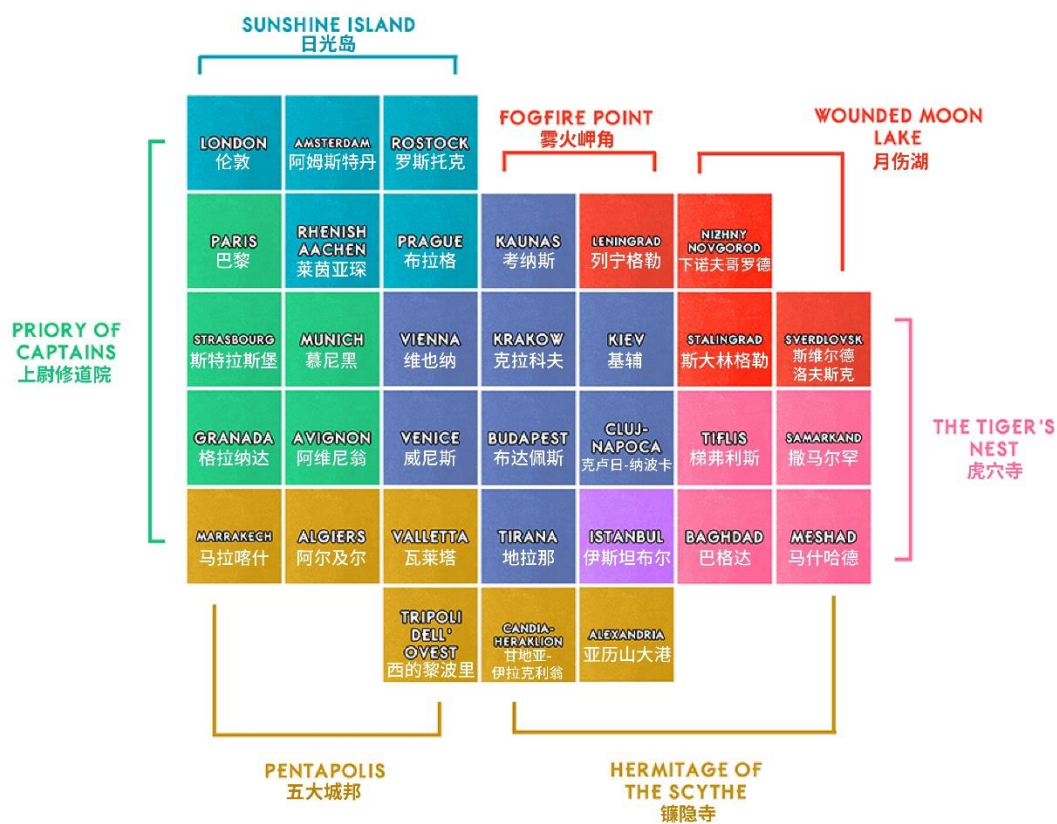 SUNSHINE ISLAND
日光岛
FOGFIRE POINT
雾火岬角
WOUNDED MOON
LAKE
月伤湖
LONDON
伦敦
AMSTERDAM
阿姆斯特丹
ROSTOCK
罗斯托克
PARIS
巴黎
RHENISH
AACHEN
莱茵亚琛
PRAGUE
布拉格
KAUNAS
考纳斯
LENINGRAD
列宁格勒
NIZHNY
NOVGOROD
下诺夫哥罗德
PRIORY OF
CAPTAINS
上尉修道院
STRASBOURG
斯特拉斯堡
MUNICH
慕尼黑
VIENNA
维也纳
KRAKOW
克拉科夫
KIEV
基辅
STALINGRAD
斯大林格勒
SVERDLOVSK
斯维尔德
洛夫斯克
GRANADA
格拉纳达
AVIGNON
阿维尼翁
VENICE
威尼斯
BUDAPEST
布达佩斯
CLUJ-
NAPOCA
克卢日-纳波卡
TIFLIS
梯弗利斯
SAMARKAND
撒马尔罕
THE TIGER'S
NEST
虎穴寺
MARRAKECH
马拉喀什
ALGIERS
阿尔及尔
VALLETTA
瓦莱塔
TIRANA
地拉那
ISTANBUL
伊斯坦布尔
BAGHDAD
巴格达
MESHAD
马什哈德
TRIPOLI
DELL'
OVEST
西的黎波里
CANDIA-
HERAKLION
甘地亚-
伊拉克利翁
ALEXANDRIA
亚历山大港
PENTAPOLIS
五大城邦
HERMITAGE OF
THE SCYTHE
镰隐寺